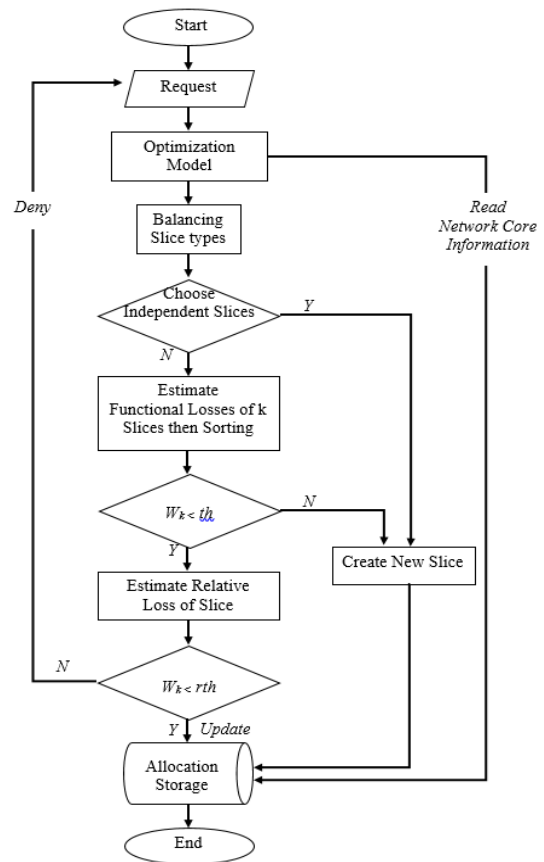 Start
Request
Optimization
Model
Deny
Read
Network Core
Information
Balancing
Slice types
Choose
Independent Slices
Y
N
Estimate
Functional Losses of k
Slices then Sorting
Wk < th
N
Y
Create New Slice
Estimate Relative
Loss of Slice
N
Wk < rth
Y Update
Allocation
Storage
End